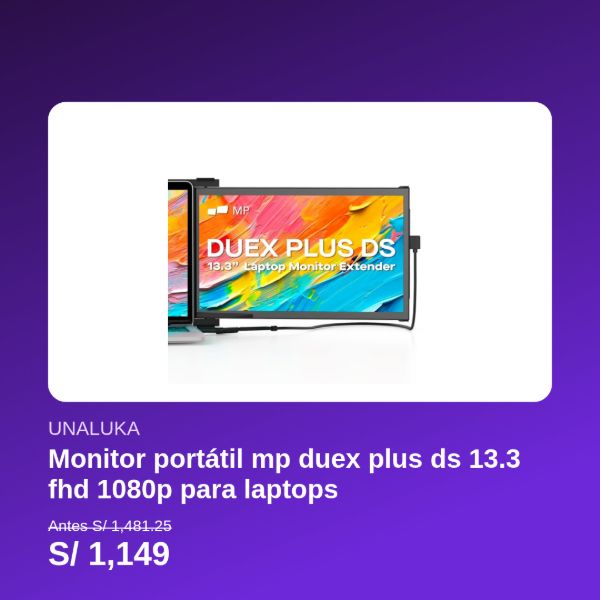 MP
DUEX PLUS DS
13.3” Laptop Monitor Extender
UNALUKA
Monitor portátil mp duex plus ds 13.3
fhd 1080p para laptops
Antes S/ 1,481.25
S/ 1,149